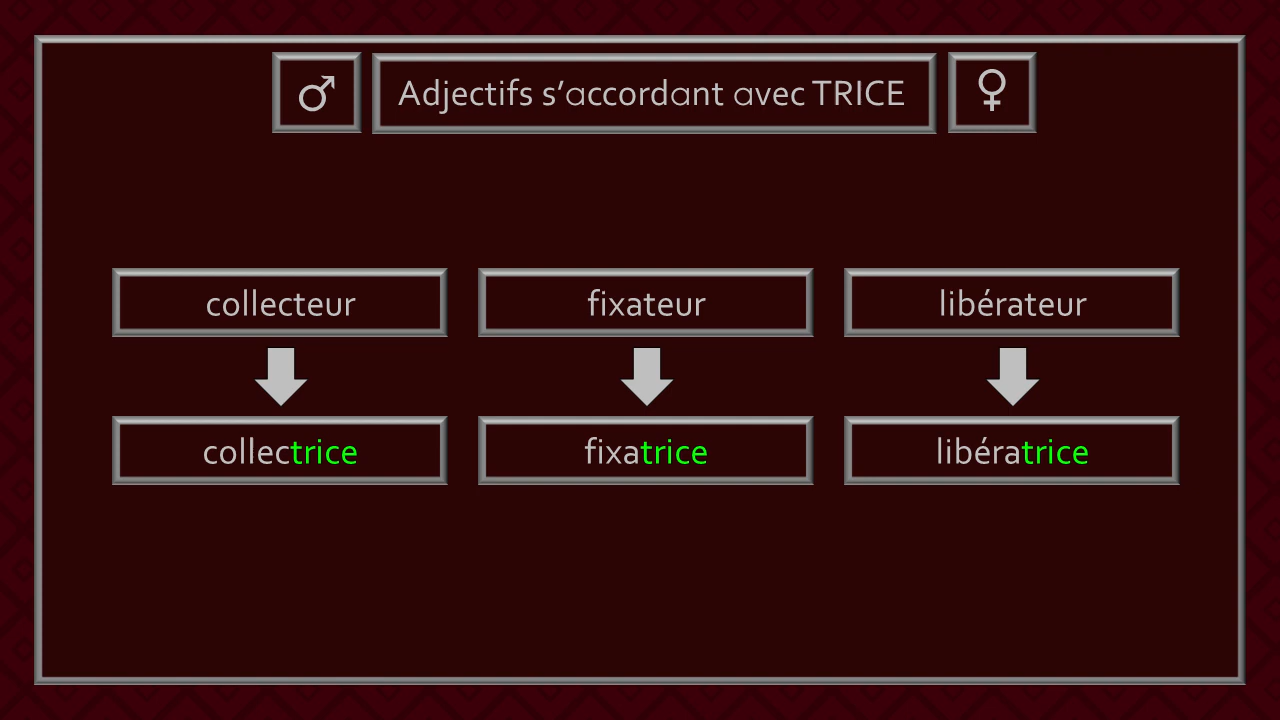 ♂ Adjectifs s’accordant avec TRICE ♀
collecteur fixateur libérateur
collectrice fixatrice libératrice